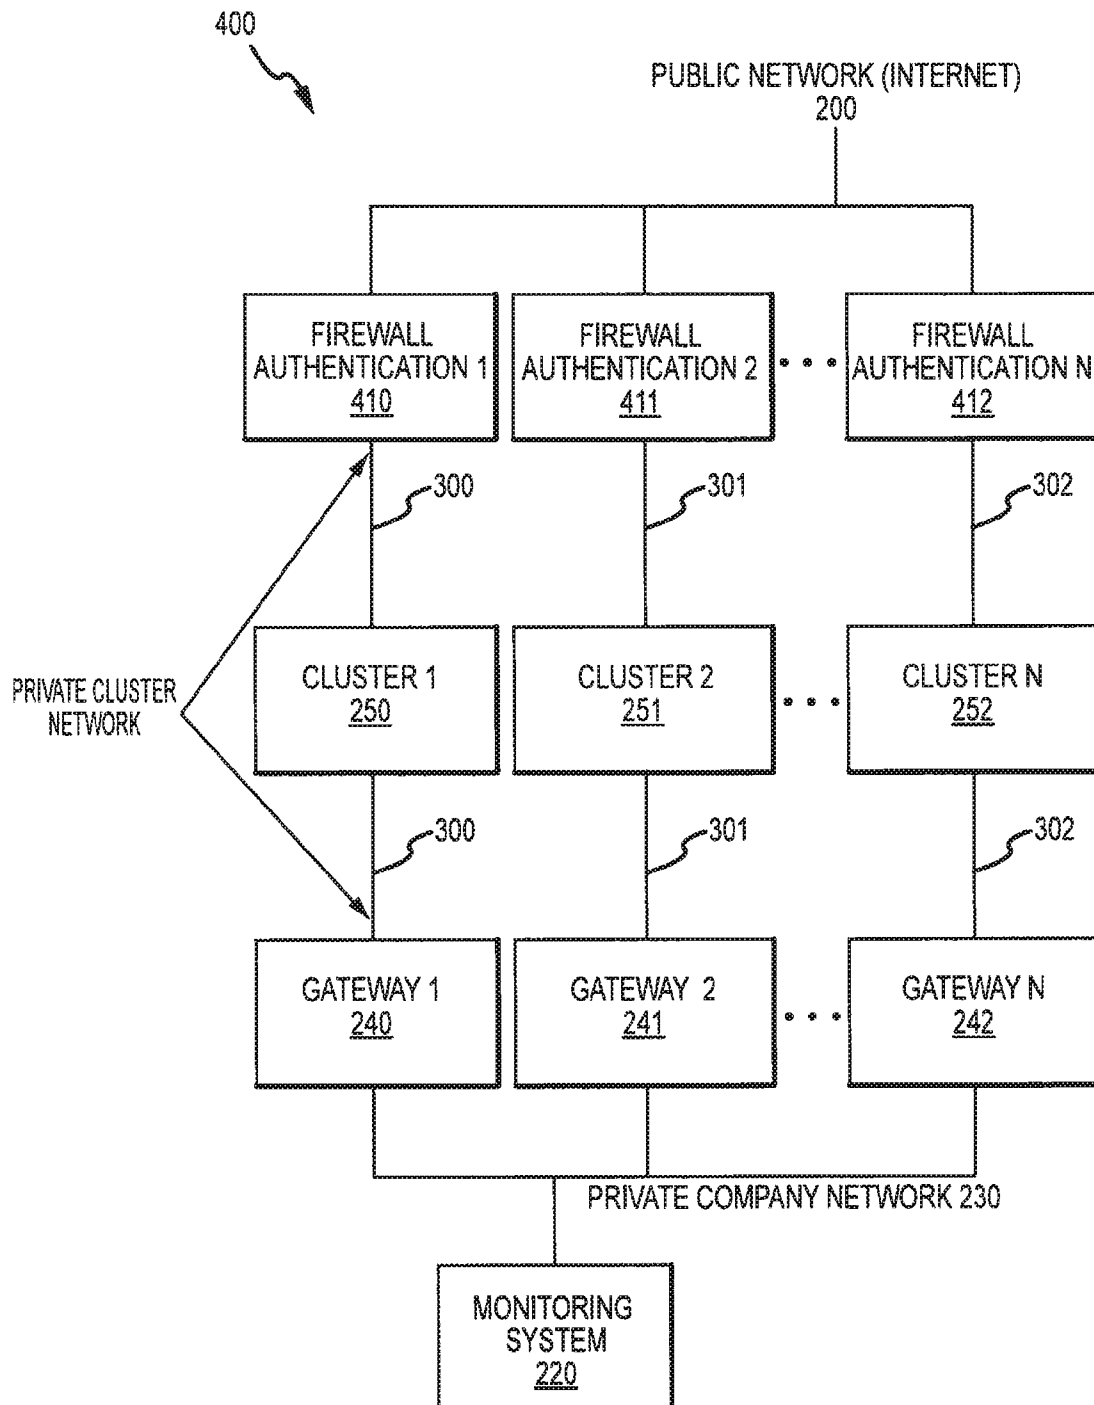 400
PUBLIC NETWORK (INTERNET)
200
FIREWALL
AUTHENTICATION 1
410
FIREWALL
AUTHENTICATION 2
411
FIREWALL
AUTHENTICATION N
412
300
301
302
PRIVATE CLUSTER
NETWORK
CLUSTER 1
250
CLUSTER 2
251
CLUSTER N
252
300
301
302
GATEWAY 1
240
GATEWAY 2
241
GATEWAY N
242
PRIVATE COMPANY NETWORK 230
MONITORING
SYSTEM
220